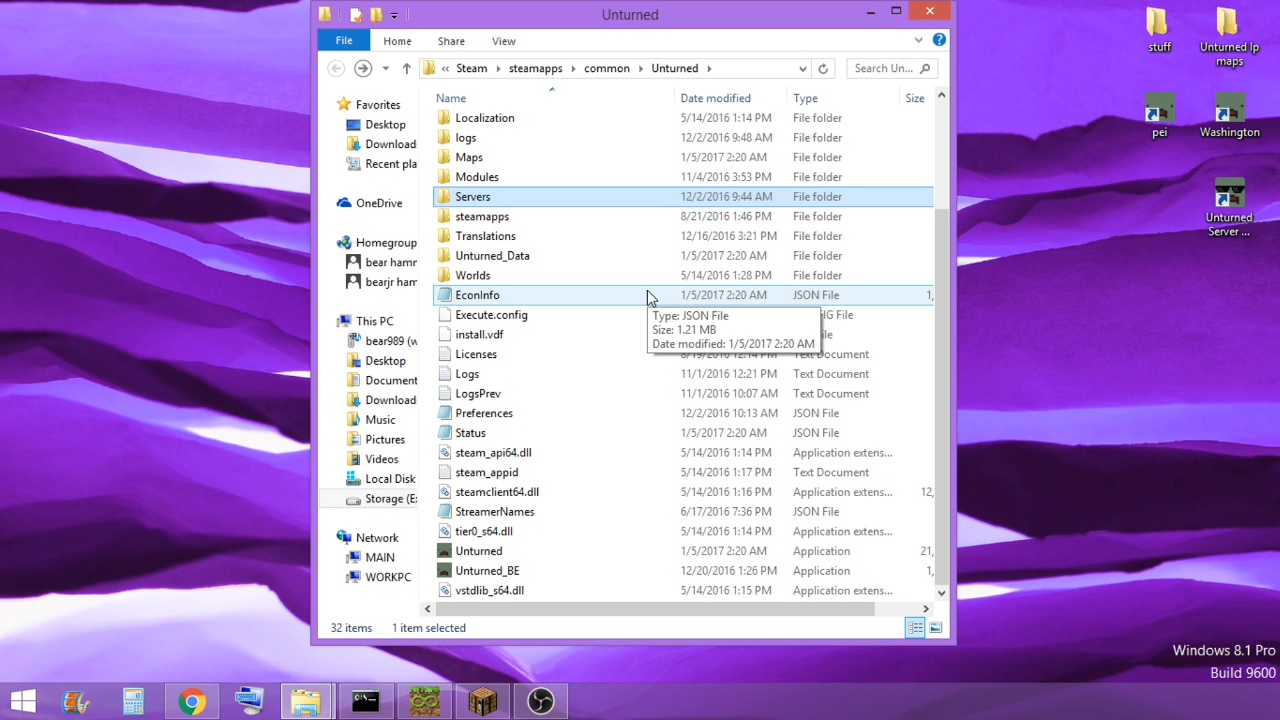 Unturned
File Home Share View
« Steam steamapps common Unturned Search Un...
Name Date modified Type Size
Favorites
Desktop
Download
Recent pla
OneDrive
Homegroup
bear hamm
bearjr ham
This PC
bear989 (w
Desktop
Document
Download
Music
Pictures
Videos
Local Disk
Storage (E:
Network
MAIN
WORKPC
Localization 5/14/2016 1:14 PM File folder
logs 12/2/2016 9:48 AM File folder
Maps 1/5/2017 2:20 AM File folder
Modules 11/4/2016 3:53 PM File folder
Servers 12/2/2016 9:44 AM File folder
steamapps 8/21/2016 1:46 PM File folder
Translations 12/16/2016 3:21 PM File folder
Unturned_Data 1/5/2017 2:20 AM File folder
Worlds 5/14/2016 1:28 PM File folder
EconInfo 1/5/2017 2:20 AM JSON File 1,
Execute.config
install.vdf
Licenses 8/19/2016 12:14 PM Text Document
Logs 11/1/2016 12:21 PM Text Document
LogsPrev 11/1/2016 10:07 AM Text Document
Preferences 12/2/2016 10:13 AM JSON File
Status 1/5/2017 2:20 AM JSON File
steam_api64.dll 5/14/2016 1:14 PM Application extens...
steam_appid 5/14/2016 1:17 PM Text Document
steamclient64.dll 5/14/2016 1:16 PM Application extens... 12,
StreamerNames 6/17/2016 7:36 PM JSON File
tier0_s64.dll 5/14/2016 1:14 PM Application extens...
Unturned 1/5/2017 2:20 AM Application 21,
Unturned_BE 12/20/2016 1:26 PM Application 1,
vstdlib_s64.dll 5/14/2016 1:15 PM Application extens...
Type: JSON File
Size: 1.21 MB
Date modified: 1/5/2017 2:20 AM
32 items 1 item selected
stuff
Unturned lp
maps
pei
Washington
Unturned
Server ...
Windows 8.1 Pro
Build 9600